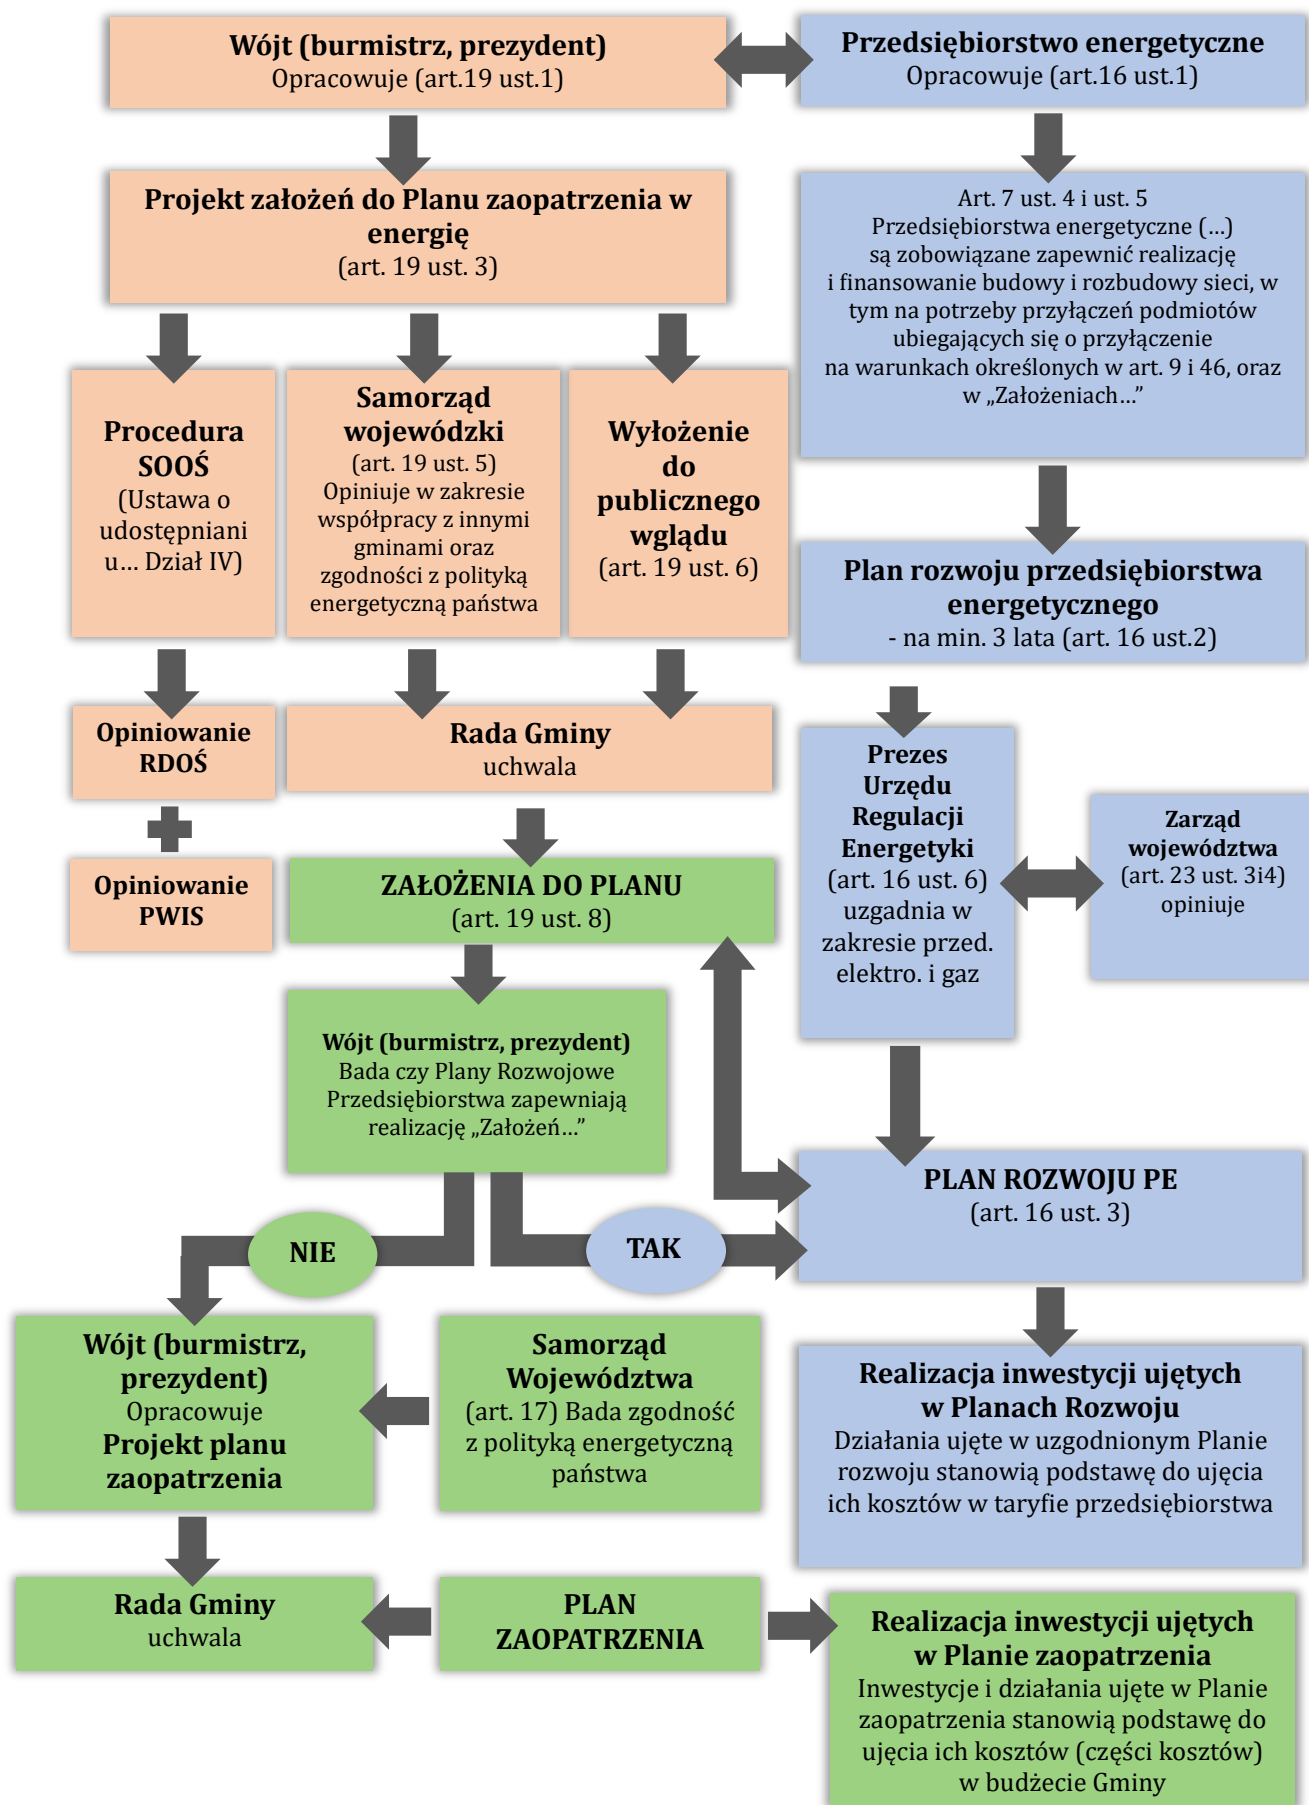 Wójt (burmistrz, prezydent)
Opracowuje (art.19 ust.1)
Przedsiębiorstwo energetyczne
Opracowuje (art.16 ust.1)
Projekt założeń do Planu zaopatrzenia w
energię
(art. 19 ust. 3)
Art. 7 ust. 4 i ust. 5
Przedsiębiorstwa energetyczne (...)
są zobowiązane zapewnić realizację
i finansowanie budowy i rozbudowy sieci, w
tym na potrzeby przyłączeń podmiotów
ubiegających się o przyłączenie
na warunkach określonych w art. 9 i 46, oraz
w „Założeniach…”
Procedura
SOOŚ
(Ustawa o
udostępniani
u… Dział IV)
Samorząd
wojewódzki
(art. 19 ust. 5)
Opiniuje w zakresie
współpracy z innymi
gminami oraz
zgodności z polityką
energetyczną państwa
Wyłożenie
do
publicznego
wglądu
(art. 19 ust. 6)
Plan rozwoju przedsiębiorstwa
energetycznego
- na min. 3 lata (art. 16 ust.2)
Opiniowanie
RDOŚ
Rada Gminy
uchwala
Prezes
Urzędu
Regulacji
Energetyki
(art. 16 ust. 6)
uzgadnia w
zakresie przed.
elektro. i gaz
Zarząd
województwa
(art. 23 ust. 3i4)
opiniuje
Opiniowanie
PWIS
ZAŁOŻENIA DO PLANU
(art. 19 ust. 8)
Wójt (burmistrz, prezydent)
Bada czy Plany Rozwojowe
Przedsiębiorstwa zapewniają
realizację „Założeń…”
PLAN ROZWOJU PE
(art. 16 ust. 3)
NIE
TAK
Wójt (burmistrz,
prezydent)
Opracowuje
Projekt planu
zaopatrzenia
Samorząd
Województwa
(art. 17) Bada zgodność
z polityką energetyczną
państwa
Realizacja inwestycji ujętych
w Planach Rozwoju
Działania ujęte w uzgodnionym Planie
rozwoju stanowią podstawę do ujęcia
ich kosztów w taryfie przedsiębiorstwa
Rada Gminy
uchwala
PLAN
ZAOPATRZENIA
Realizacja inwestycji ujętych
w Planie zaopatrzenia
Inwestycje i działania ujęte w Planie
zaopatrzenia stanowią podstawę do
ujęcia ich kosztów (części kosztów)
w budżecie Gminy